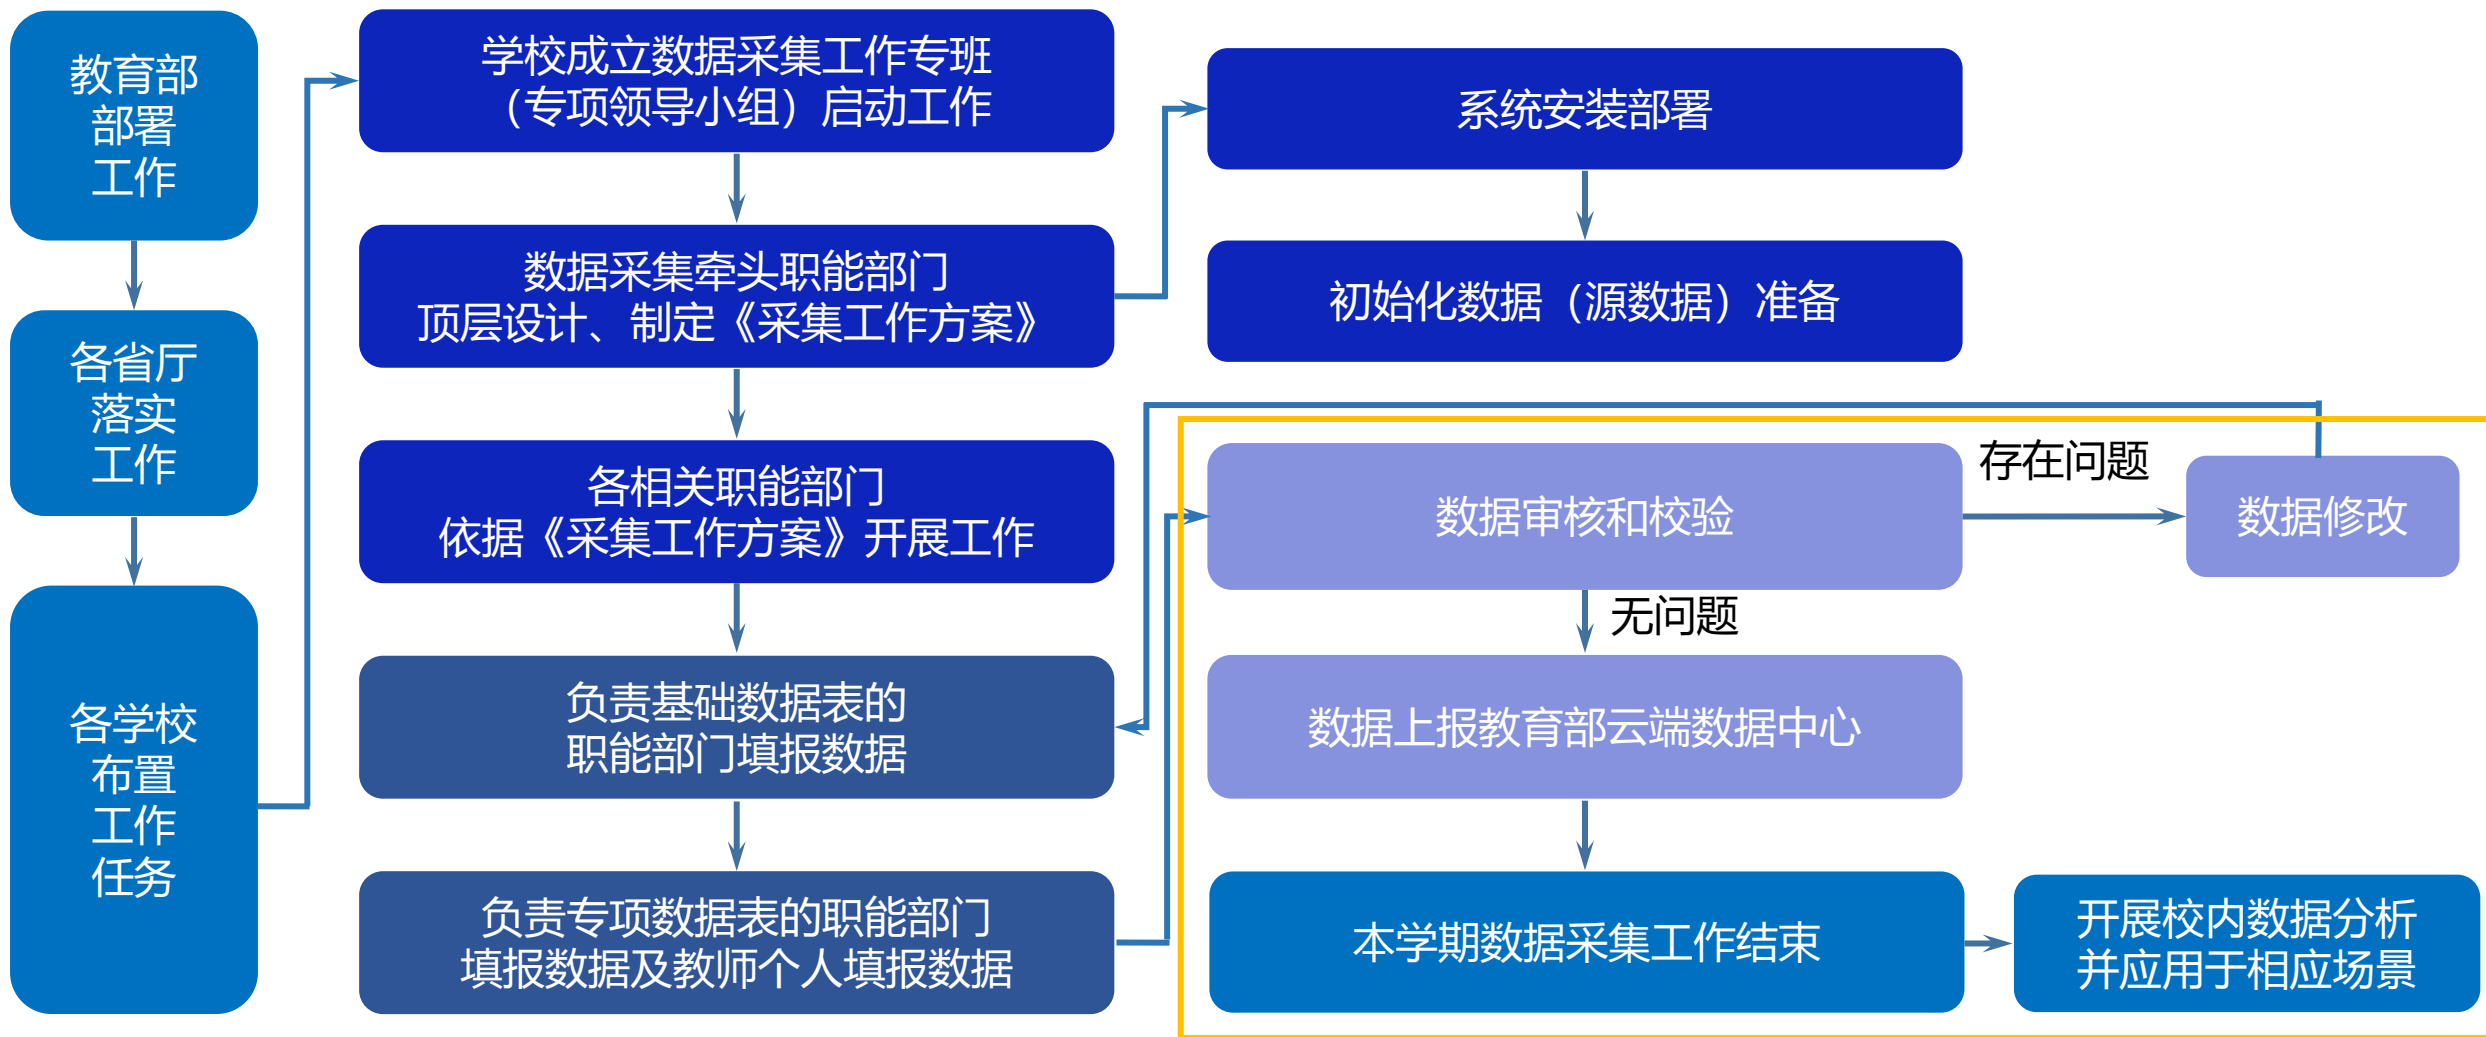 教育部
部署
工作
各省厅
落实
工作
各学校
布置
工作
任务
学校成立数据采集工作专班
（专项领导小组）启动工作
数据采集牵头职能部门
顶层设计、制定《采集工作方案》
各相关职能部门
依据《采集工作方案》开展工作
负责基础数据表的
职能部门填报数据
负责专项数据表的职能部门
填报数据及教师个人填报数据
系统安装部署
初始化数据（源数据）准备
数据审核和校验
存在问题
数据修改
无问题
数据上报教育部云端数据中心
本学期数据采集工作结束
开展校内数据分析
并应用于相应场景